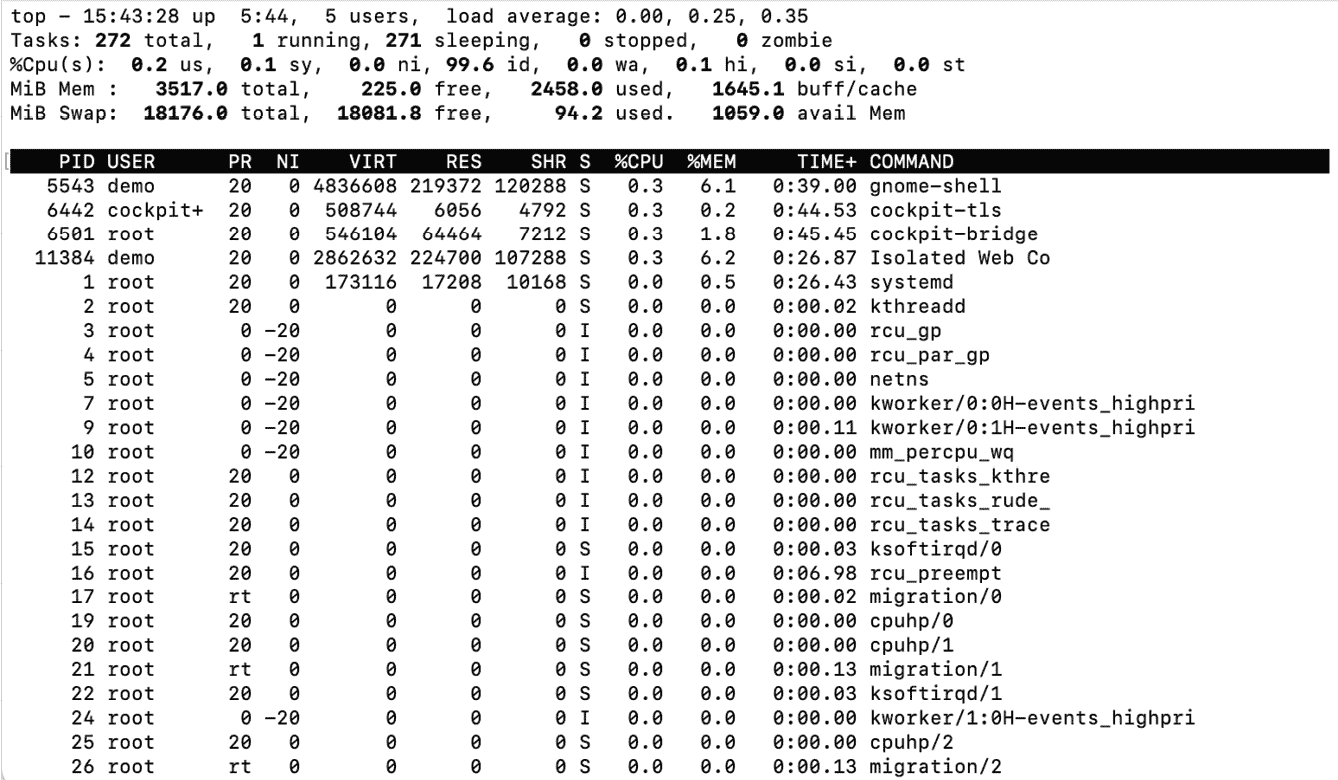 top - 15:43:28 up  5:44,  5 users,  load average: 0.00, 0.25, 0.35
Tasks: 272 total,   1 running, 271 sleeping,   0 stopped,   0 zombie
%Cpu(s):  0.2 us,  0.1 sy,  0.0 ni, 99.6 id,  0.0 wa,  0.1 hi,  0.0 si,  0.0 st
MiB Mem :   3517.0 total,    225.0 free,   2458.0 used,   1645.1 buff/cache
MiB Swap:  18176.0 total,  18081.8 free,     94.2 used.   1059.0 avail Mem
    PID USER      PR  NI    VIRT    RES    SHR S  %CPU  %MEM     TIME+ COMMAND
   5543 demo      20   0 4836608 219372 120288 S   0.3   6.1   0:39.00 gnome-shell
   6442 cockpit+  20   0  508744   6056   4792 S   0.3   0.2   0:44.53 cockpit-tls
   6501 root      20   0  546104  64464   7212 S   0.3   1.8   0:45.45 cockpit-bridge
  11384 demo      20   0 2862632 224700 107288 S   0.3   6.2   0:26.87 Isolated Web Co
      1 root      20   0  173116  17208  10168 S   0.0   0.5   0:26.43 systemd
      2 root      20   0       0      0      0 S   0.0   0.0   0:00.02 kthreadd
      3 root       0 -20       0      0      0 I   0.0   0.0   0:00.00 rcu_gp
      4 root       0 -20       0      0      0 I   0.0   0.0   0:00.00 rcu_par_gp
      5 root       0 -20       0      0      0 I   0.0   0.0   0:00.00 netns
      7 root       0 -20       0      0      0 I   0.0   0.0   0:00.00 kworker/0:0H-events_highpri
      9 root       0 -20       0      0      0 I   0.0   0.0   0:00.11 kworker/0:1H-events_highpri
     10 root       0 -20       0      0      0 I   0.0   0.0   0:00.00 mm_percpu_wq
     12 root      20   0       0      0      0 I   0.0   0.0   0:00.00 rcu_tasks_kthre
     13 root      20   0       0      0      0 I   0.0   0.0   0:00.00 rcu_tasks_rude_
     14 root      20   0       0      0      0 I   0.0   0.0   0:00.00 rcu_tasks_trace
     15 root      20   0       0      0      0 S   0.0   0.0   0:00.03 ksoftirqd/0
     16 root      20   0       0      0      0 I   0.0   0.0   0:06.98 rcu_preempt
     17 root      rt   0       0      0      0 S   0.0   0.0   0:00.02 migration/0
     19 root      20   0       0      0      0 S   0.0   0.0   0:00.00 cpuhp/0
     20 root      20   0       0      0      0 S   0.0   0.0   0:00.00 cpuhp/1
     21 root      rt   0       0      0      0 S   0.0   0.0   0:00.13 migration/1
     22 root      20   0       0      0      0 S   0.0   0.0   0:00.03 ksoftirqd/1
     24 root       0 -20       0      0      0 I   0.0   0.0   0:00.00 kworker/1:0H-events_highpri
     25 root      20   0       0      0      0 S   0.0   0.0   0:00.00 cpuhp/2
     26 root      rt   0       0      0      0 S   0.0   0.0   0:00.13 migration/2